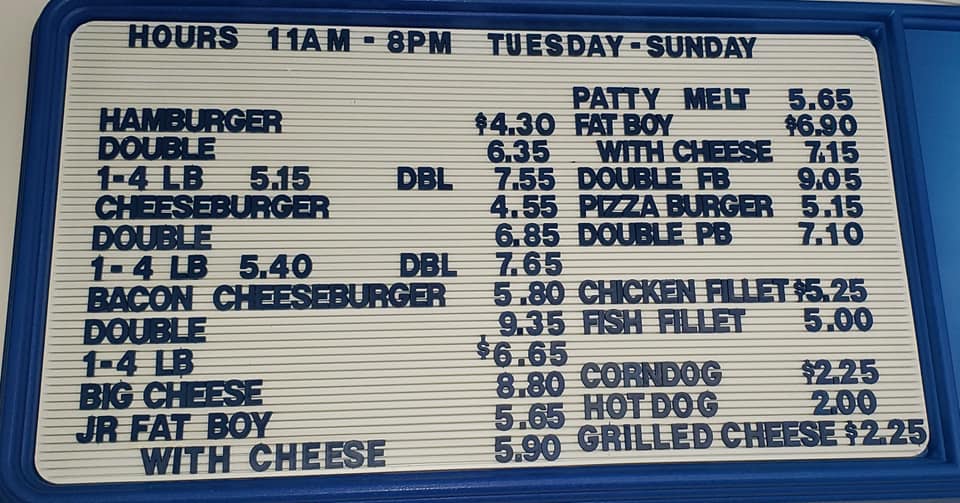 HOURS 11AM - 8PM TUESDAY - SUNDAY
HAMBURGER $4.30
DOUBLE 6.35
1-4 LB 5.15 DBL 7.55
CHEESEBURGER 4.55
DOUBLE 6.85
1-4 LB 5.40 DBL 7.65
BACON CHEESEBURGER 5.80
DOUBLE 9.35
1-4 LB $6.65
BIG CHEESE 8.80
JR FAT BOY 5.65
WITH CHEESE 5.90
PATTY MELT 5.65
FAT BOY $6.90
WITH CHEESE 7.15
DOUBLE FB 9.05
PIZZA BURGER 5.15
DOUBLE PB 7.10
CHICKEN FILLET $5.25
FISH FILLET 5.00
CORNDOG $2.25
HOT DOG 2.00
GRILLED CHEESE $2.25